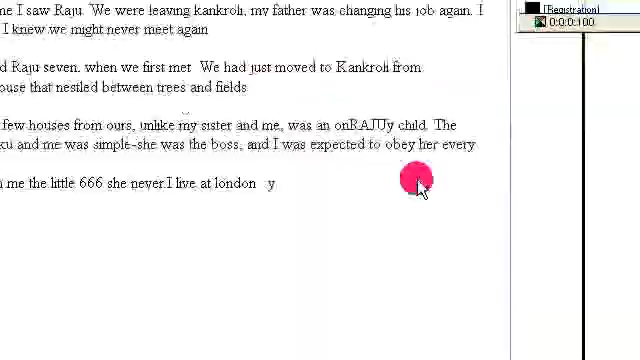 me I saw Raju. We were leaving kankroli, my father was changing his job again. I
I knew we might never meet again
d Raju seven. when we first met We had just moved to Kankroli from
ouse that nestled between trees and fields
few houses from ours, unlike my sister and me, was an onRAJUy child. The
ku and me was simple-she was the boss, and I was expected to obey her every
n me the little 666 she never.I live at london y
[Registration]
0:0:0:100